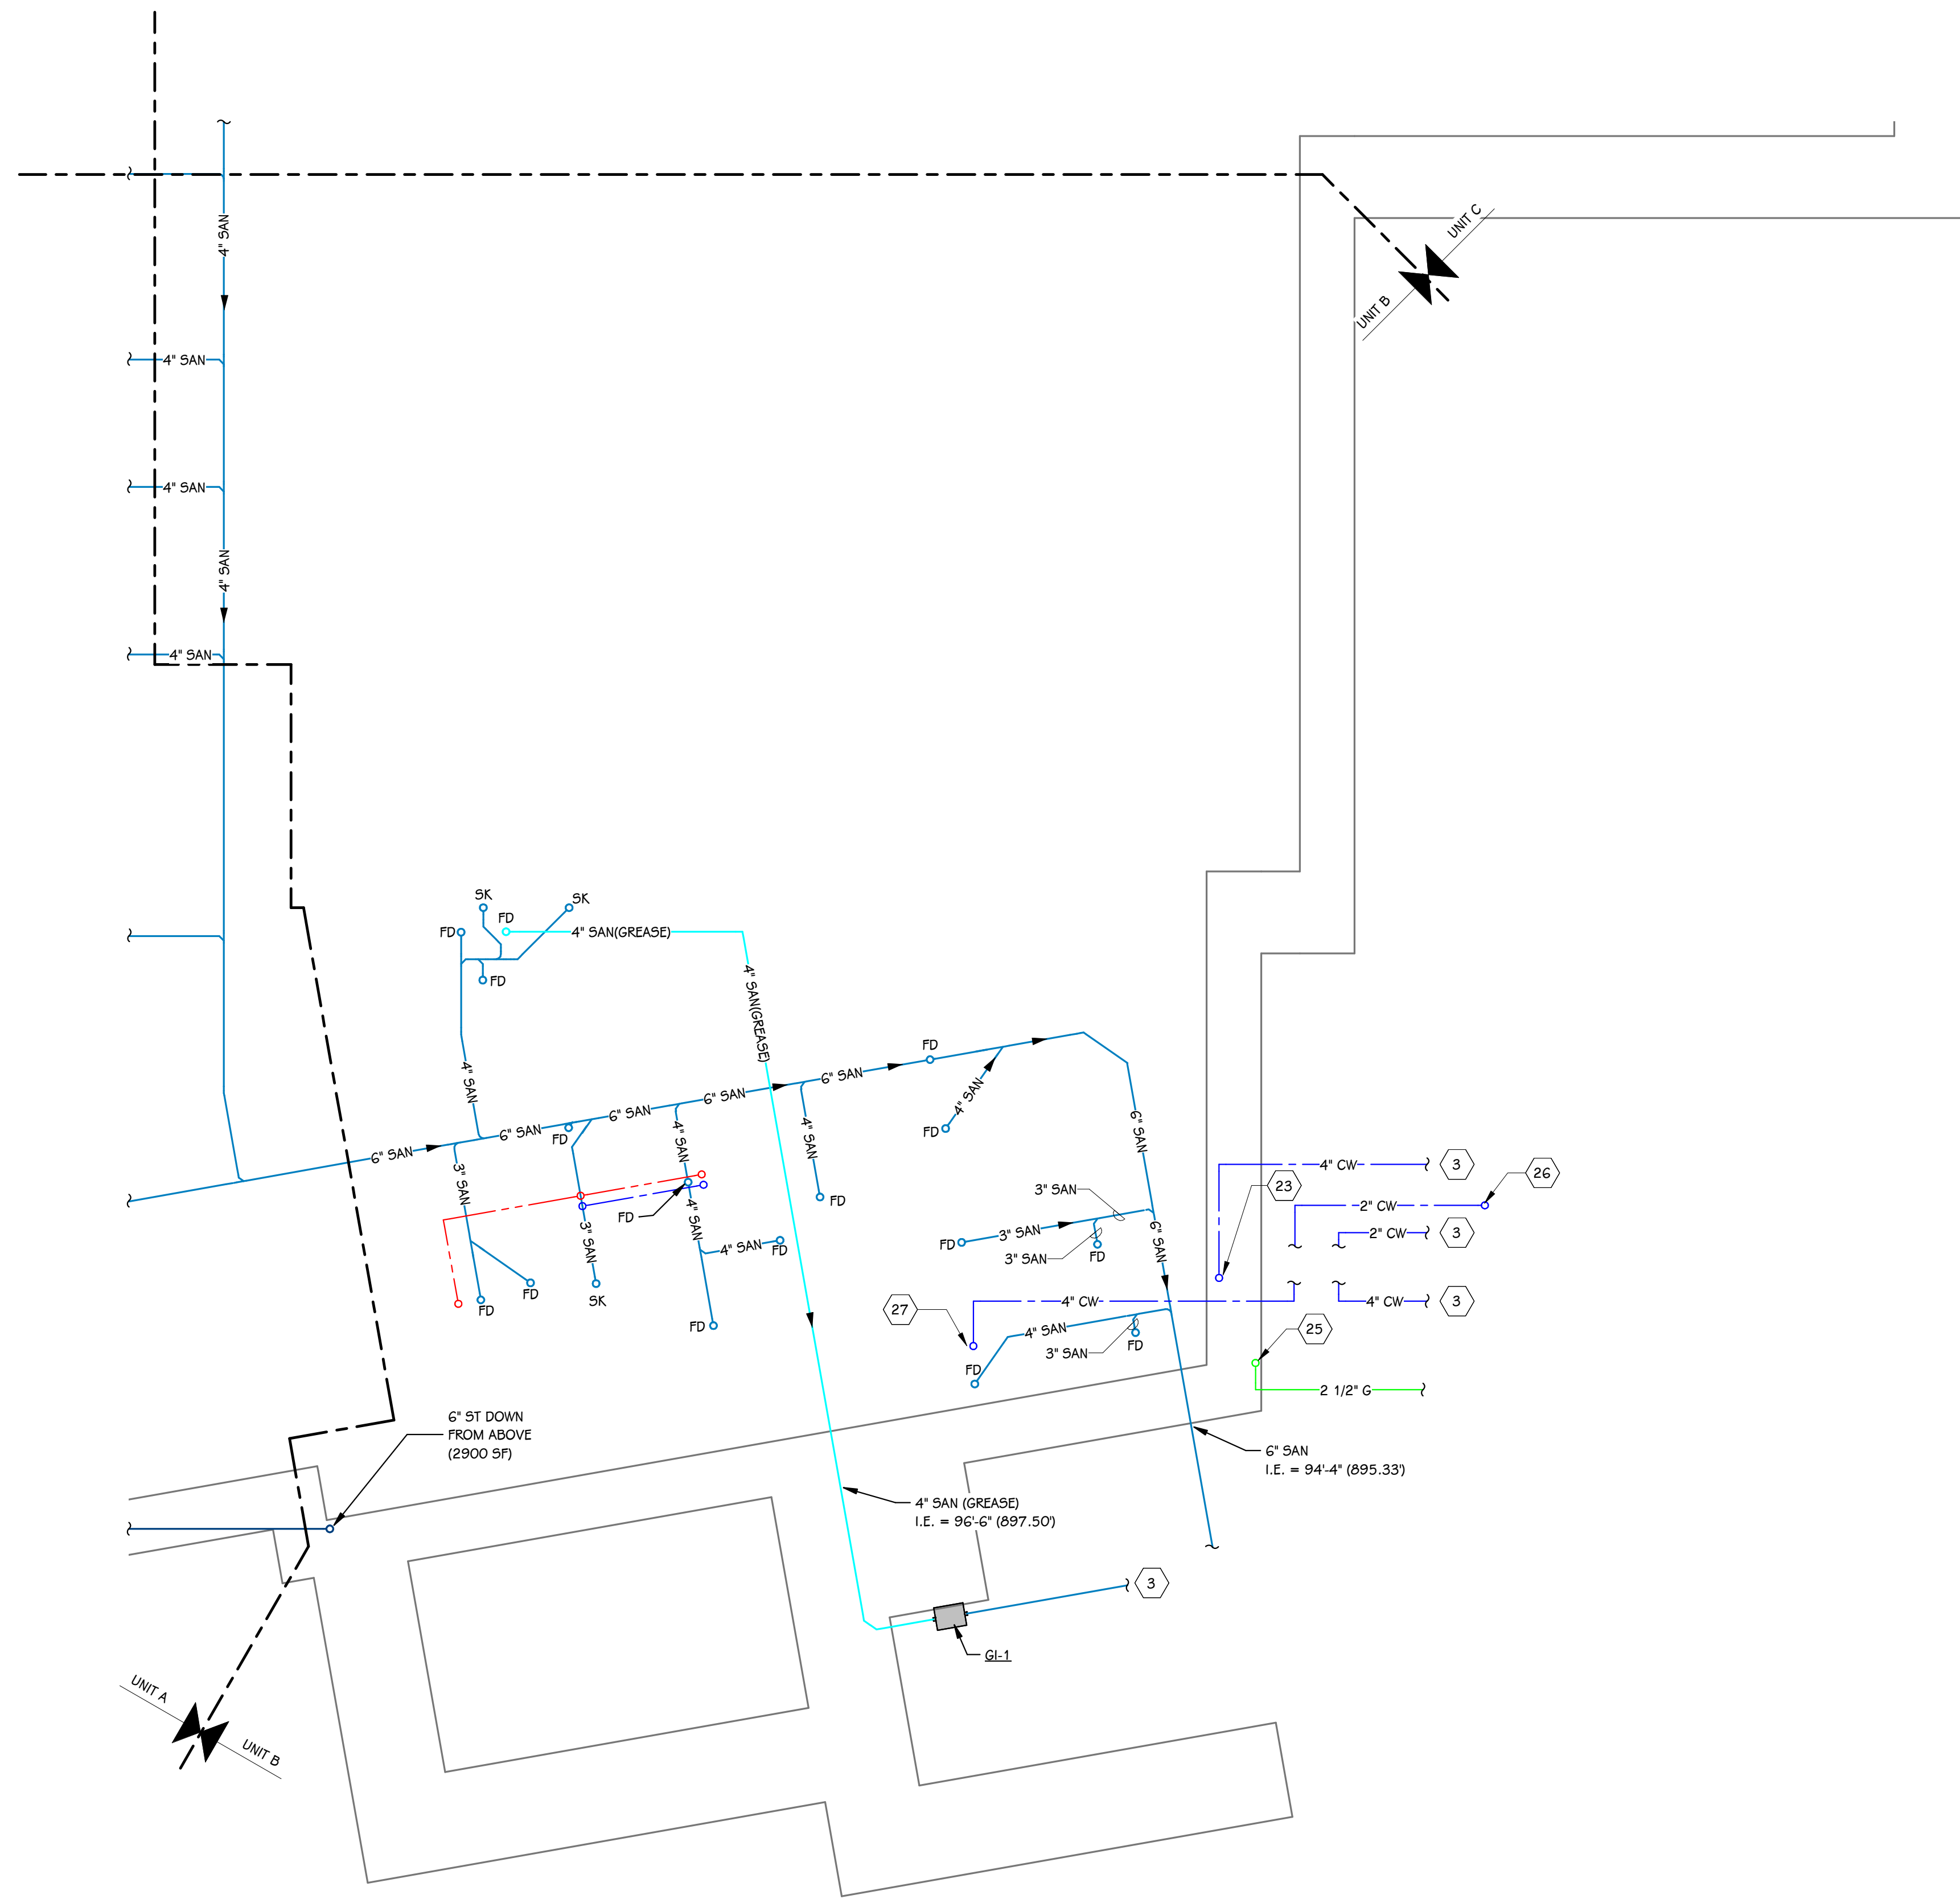 UNIT C
UNIT B
4" SAN
4" SAN
4" SAN
4" SAN
4" SAN
SK
SK
FD
FD
4" SAN(GREASE)
FD
4" SAN(GREASE)
4" SAN
FD
6" SAN
6" SAN
6" SAN
6" SAN
6" SAN
FD
4" SAN
FD
4" SAN
4" SAN
3" SAN
6" SAN
FD
FD
4" SAN
3" SAN
4" SAN
FD
FD
FD
SK
FD
3" SAN
FD
3" SAN
3" SAN
FD
6" SAN
4" CW
3
23
2" CW
26
2" CW
3
27
4" CW
4" CW
3
4" SAN
3" SAN
FD
FD
25
2 1/2" G
6" ST DOWN
FROM ABOVE
(2900 SF)
6" SAN
I.E. = 94'-4" (895.33')
4" SAN (GREASE)
I.E. = 96'-6" (897.50')
3
GI-1
UNIT A
UNIT B